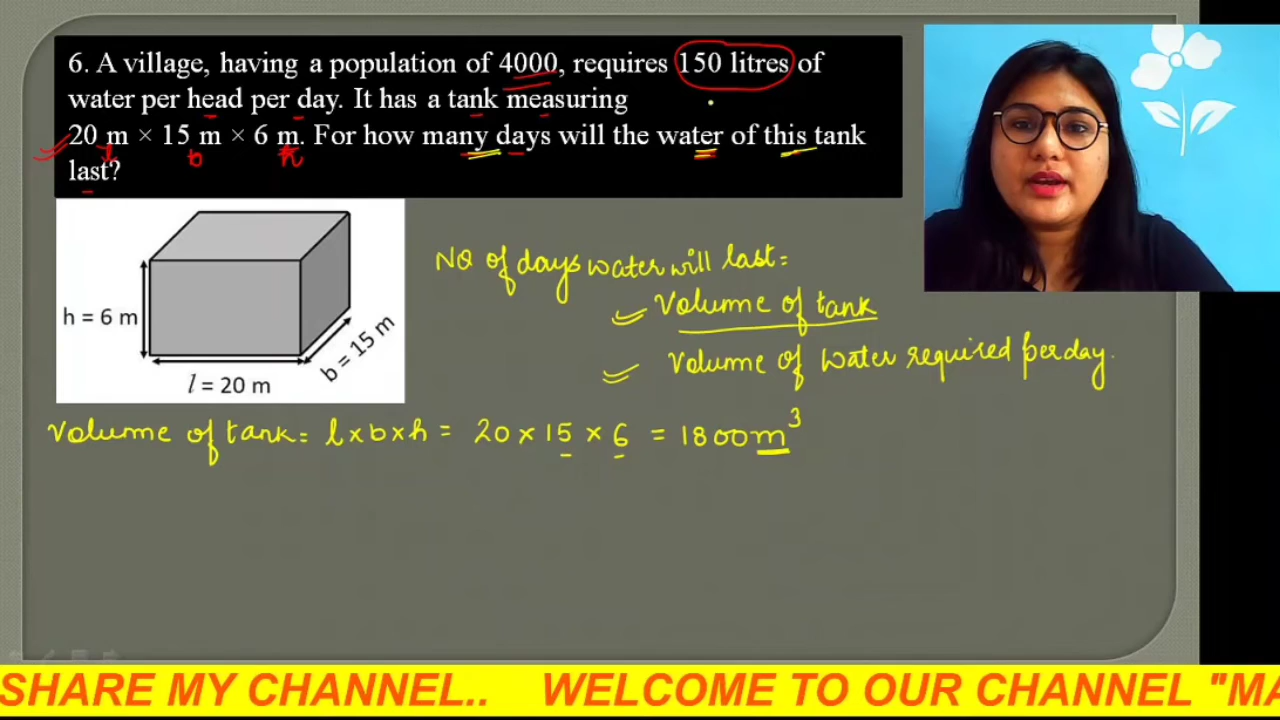 6. A village, having a population of 4000, requires 150 litres of
water per head per day. It has a tank measuring
20 m × 15 m × 6 m. For how many days will the water of this tank
last?
l b h
h = 6 m
b = 15 m
l = 20 m
NO of days water will last =
Volume of tank
Volume of water required per day.
Volume of tank = l x b x h = 20 x 15 x 6 = 1800m³
SHARE MY CHANNEL.. WELCOME TO OUR CHANNEL "MA